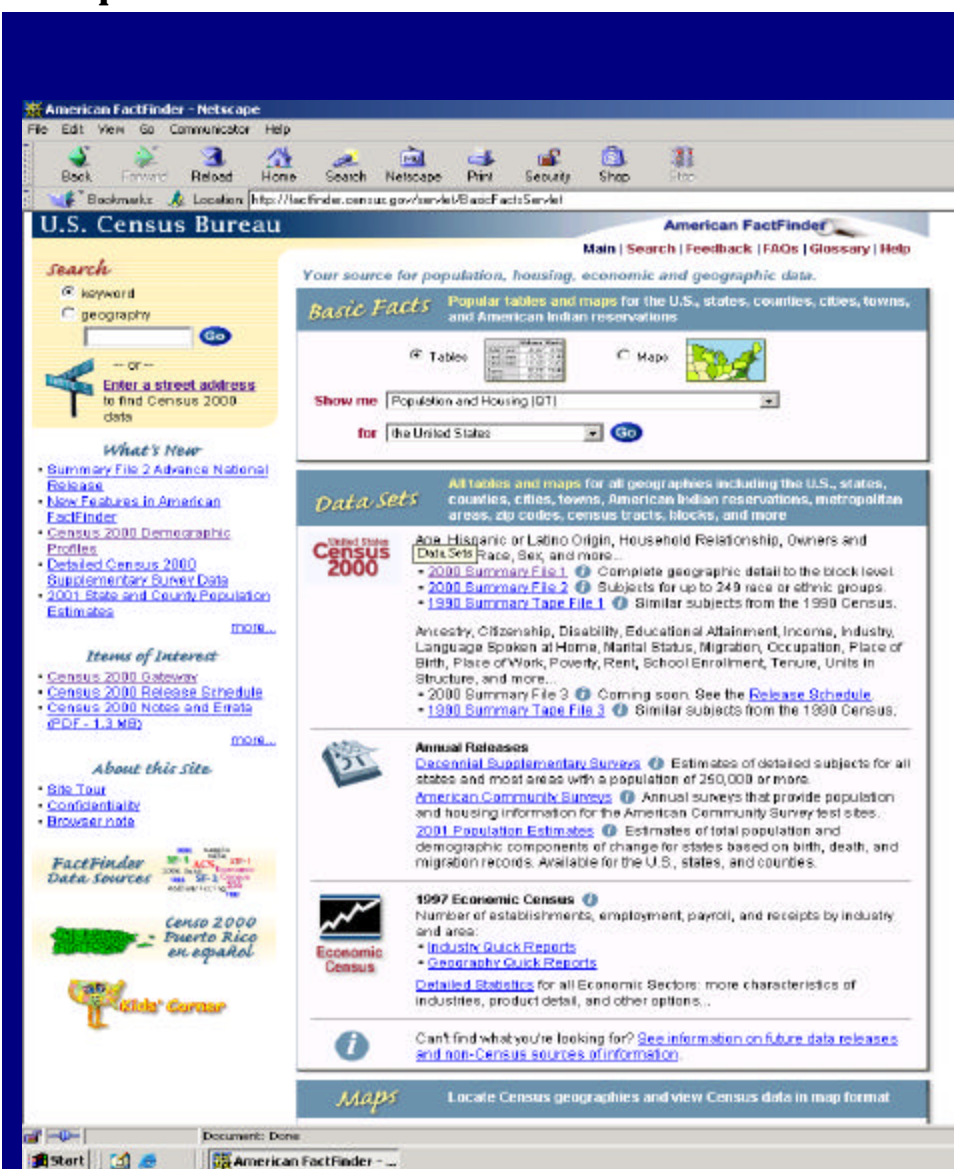 American FactFinder - Netscape
File Edit View Go Communicator Help
Back Forward Reload Home Search Netscape Print Security Shop Stop
Bookmarks Location http://factfinder.census.gov/servlet/BasicFactsServlet
U.S. Census Bureau
American FactFinder
Main | Search | Feedback | FAQs | Glossary | Help
Search
keyword
geography
Go
-- or --
Enter a street address
to find Census 2000
data
What's New
• Summary File 2 Advance National
Release
• New Features in American
FactFinder
• Census 2000 Demographic
Profiles
• Detailed Census 2000
Supplementary Survey Data
• 2001 State and County Population
Estimates
more...
Items of Interest
• Census 2000 Gateway
• Census 2000 Release Schedule
• Census 2000 Notes and Errata
(PDF - 1.3 MB)
more...
About this Site
• Site Tour
• Confidentiality
• Browser note
FactFinder
Data Sources
Censo 2000
Puerto Rico
en español
Kids' Corner
Your source for population, housing, economic and geographic data.
Basic Facts
Popular tables and maps for the U.S., states, counties, cities, towns,
and American Indian reservations
Tables Maps
Show me Population and Housing (QT)
for the United States Go
Data Sets
All tables and maps for all geographies including the U.S., states,
counties, cities, towns, American Indian reservations, metropolitan
areas, zip codes, census tracts, blocks, and more
United States
Census
2000
Age, Hispanic or Latino Origin, Household Relationship, Owners and
Data Sets Race, Sex, and more...
• 2000 Summary File 1 Complete geographic detail to the block level.
• 2000 Summary File 2 Subjects for up to 249 race or ethnic groups.
• 1990 Summary Tape File 1 Similar subjects from the 1990 Census.
Ancestry, Citizenship, Disability, Educational Attainment, Income, Industry,
Language Spoken at Home, Marital Status, Migration, Occupation, Place of
Birth, Place of Work, Poverty, Rent, School Enrollment, Tenure, Units in
Structure, and more...
• 2000 Summary File 3 Coming soon. See the Release Schedule.
• 1990 Summary Tape File 3 Similar subjects from the 1990 Census.
Annual Releases
Decennial Supplementary Surveys Estimates of detailed subjects for all
states and most areas with a population of 250,000 or more.
American Community Surveys Annual surveys that provide population
and housing information for the American Community Survey test sites.
2001 Population Estimates Estimates of total population and
demographic components of change for states based on birth, death, and
migration records. Available for the U.S., states, and counties.
Economic
Census
1997 Economic Census
Number of establishments, employment, payroll, and receipts by industry
and area:
• Industry Quick Reports
• Geography Quick Reports
Detailed Statistics for all Economic Sectors: more characteristics of
industries, product detail, and other options...
Can't find what you're looking for? See information on future data releases
and non-Census sources of information.
Maps
Locate Census geographies and view Census data in map format
Document: Done
Start American FactFinder - ...